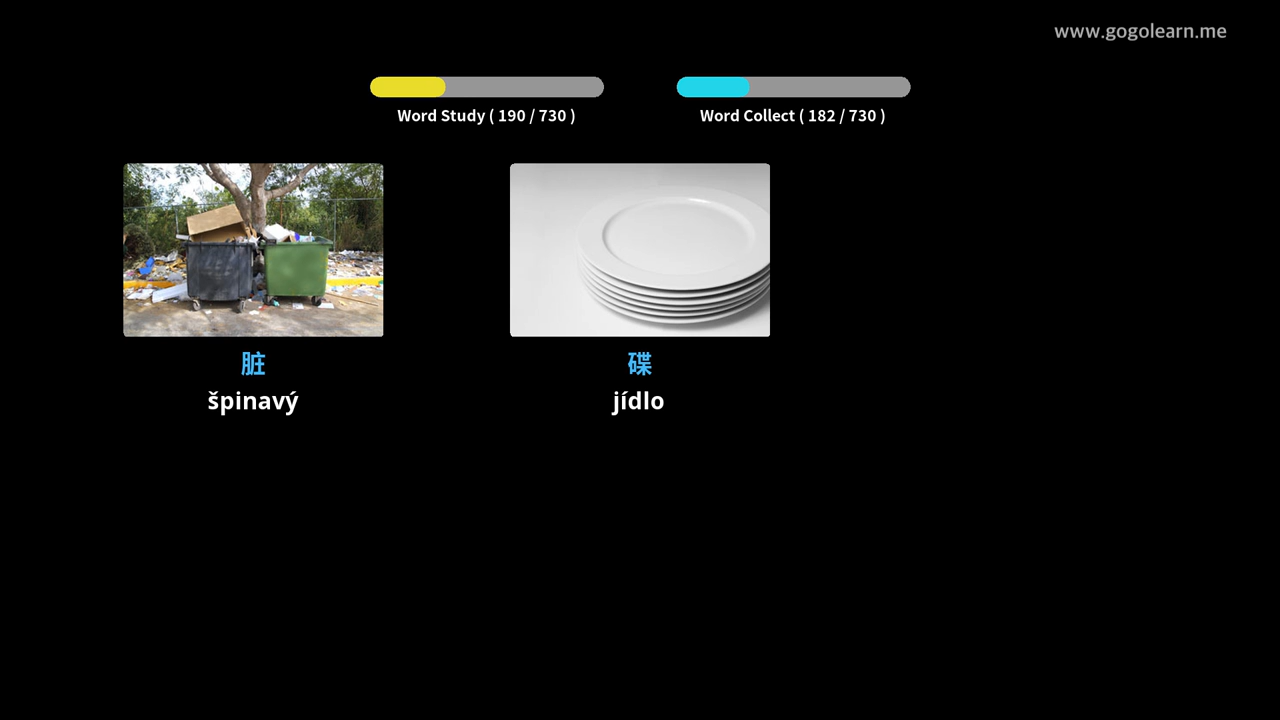 www.gogolearn.me
Word Study ( 190 / 730 )
Word Collect ( 182 / 730 )
脏
špinavý
碟
jídlo